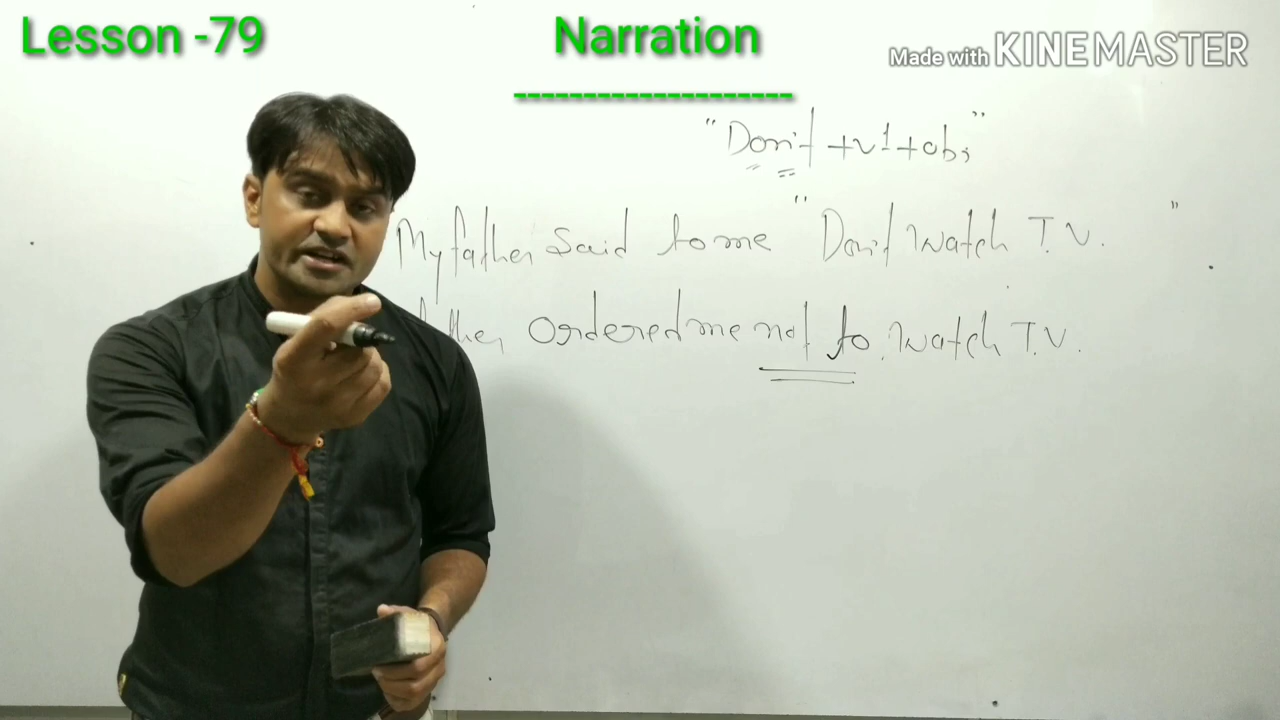 Lesson -79
Narration
--------------------
Made with KINEMASTER
"Don't + v1 + obj"
My father said to me "Don't watch T.V. "
ther ordered me not to watch T.V.